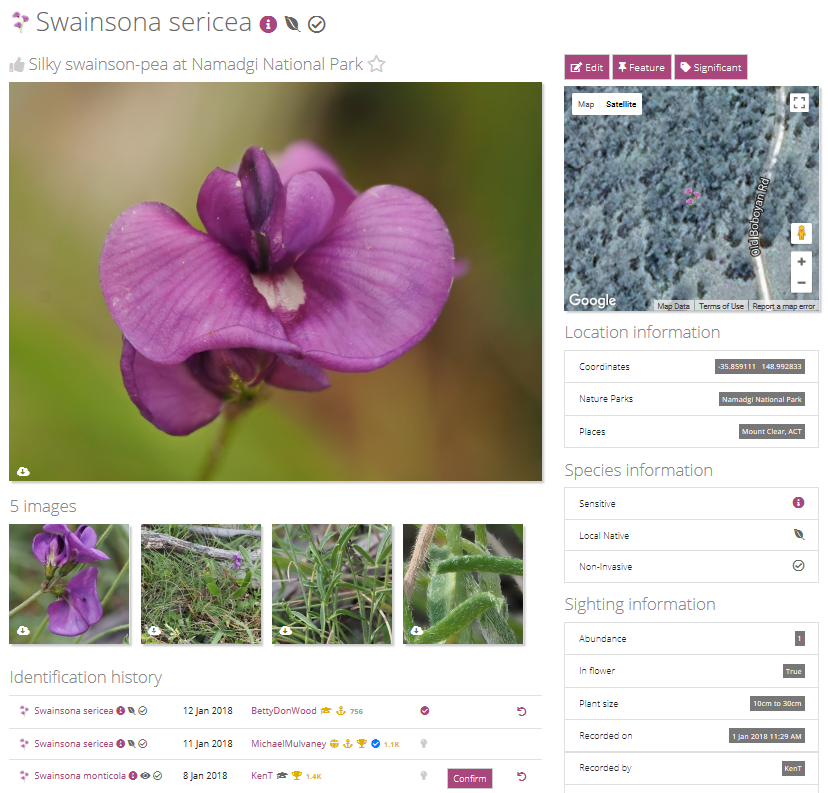 Swainsona sericea
Silky swainson-pea at Namadgi National Park
Edit Feature Significant
Map Satellite
Old Boboyan Rd
Google
Map Data Terms of Use Report a map error
Location information
Coordinates -35.859111 148.992833
Nature Parks Namadgi National Park
Places Mount Clear, ACT
5 images
Species information
Sensitive
Local Native
Non-Invasive
Sighting information
Abundance 1
In flower True
Plant size 10cm to 30cm
Recorded on 1 Jan 2018 11:29 AM
Recorded by KenT
Identification history
Swainsona sericea 12 Jan 2018 BettyDonWood 756
Swainsona sericea 11 Jan 2018 MichaelMulvaney 1.1K
Swainsona monticola 8 Jan 2018 KenT 1.4K Confirm